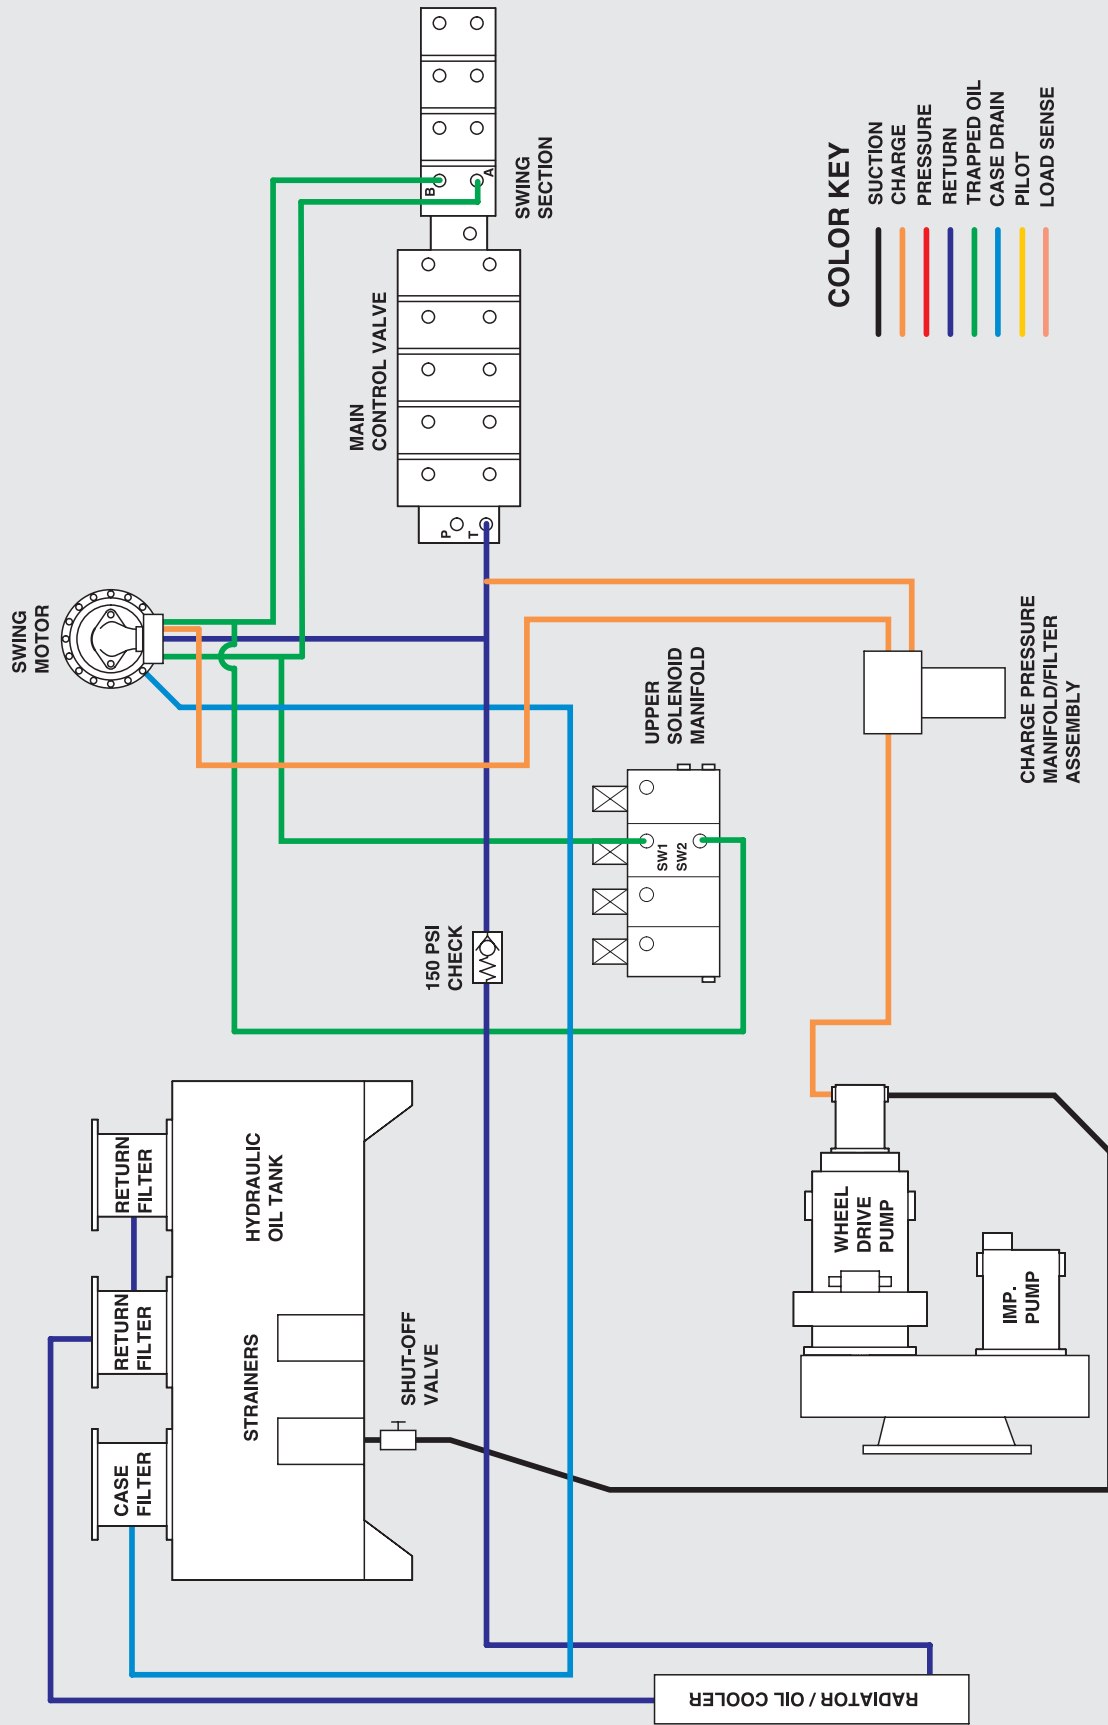 SWING
MOTOR
MAIN
CONTROL VALVE
SWING
SECTION
B
A
P
T
COLOR KEY
SUCTION
CHARGE
PRESSURE
RETURN
TRAPPED OIL
CASE DRAIN
PILOT
LOAD SENSE
UPPER
SOLENOID
MANIFOLD
SW1
SW2
CHARGE PRESSURE
MANIFOLD/FILTER
ASSEMBLY
150 PSI
CHECK
RETURN
FILTER
RETURN
FILTER
CASE
FILTER
HYDRAULIC
OIL TANK
STRAINERS
SHUT-OFF
VALVE
WHEEL
DRIVE
PUMP
IMP.
PUMP
RADIATOR / OIL COOLER